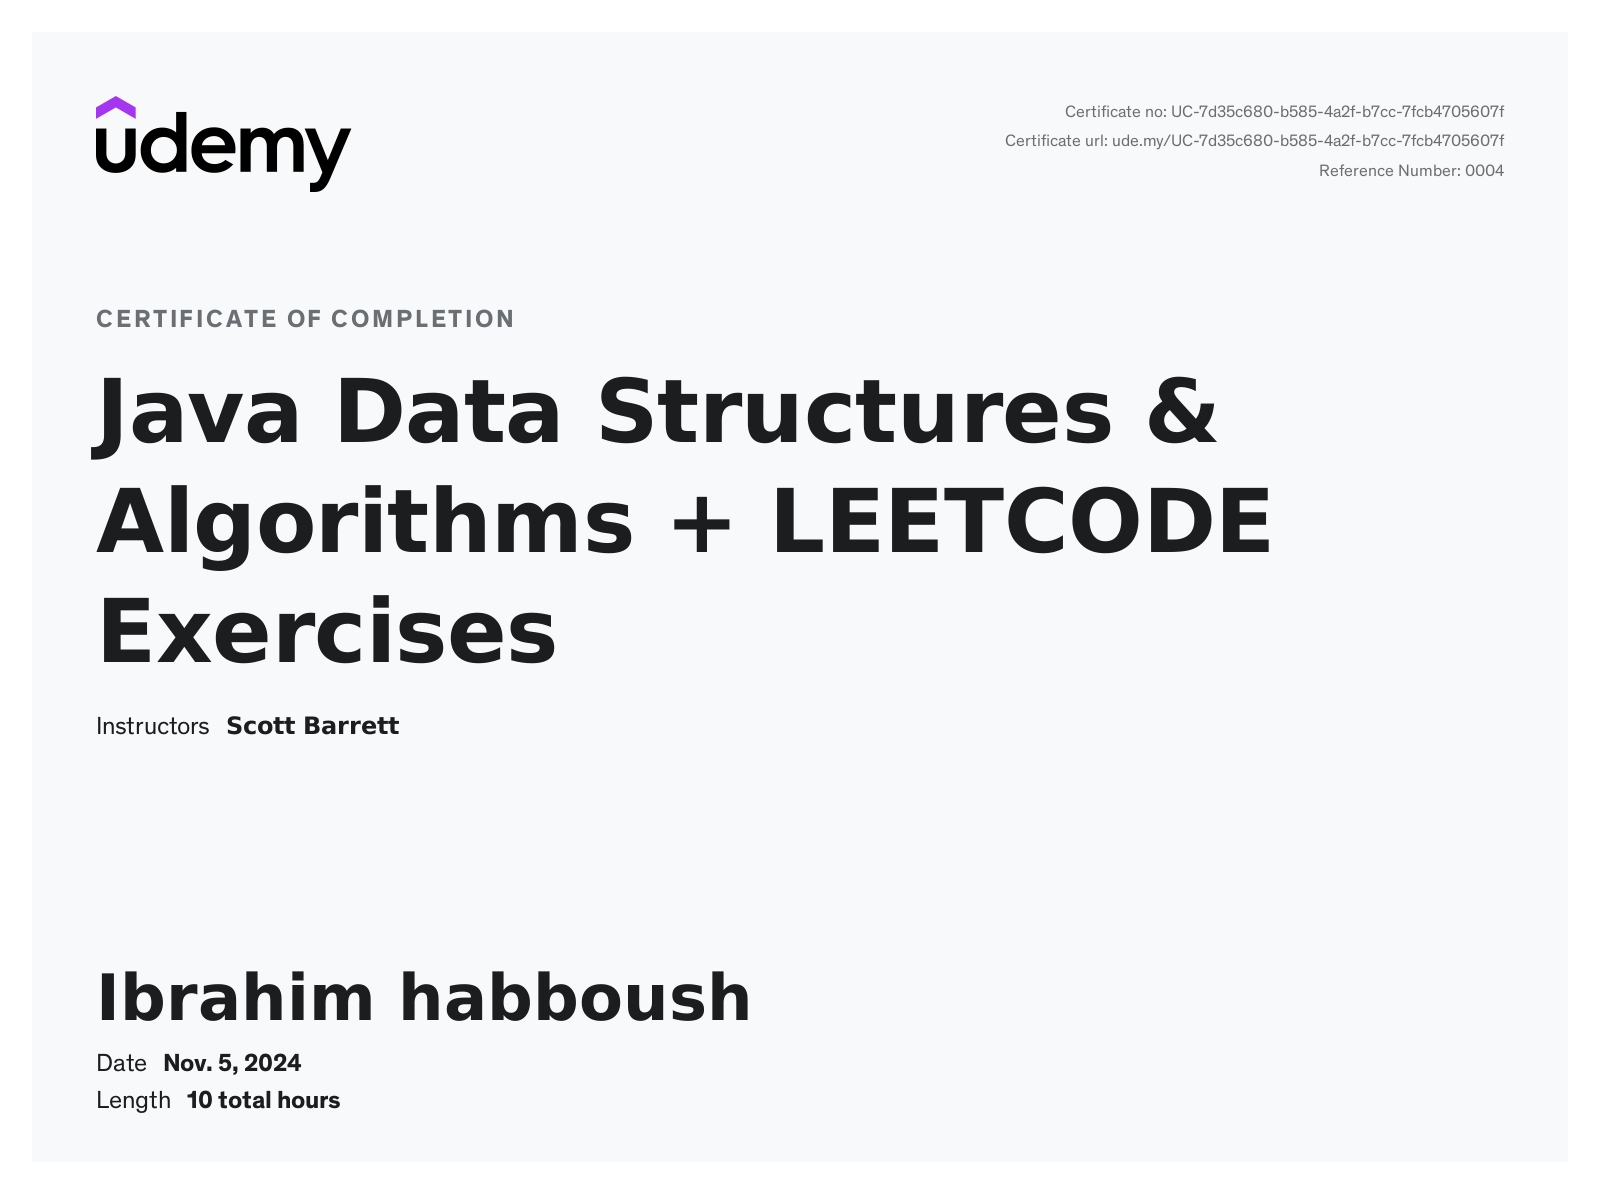 udemy
Certificate no: UC-7d35c680-b585-4a2f-b7cc-7fcb4705607f
Certificate url: ude.my/UC-7d35c680-b585-4a2f-b7cc-7fcb4705607f
Reference Number: 0004
CERTIFICATE OF COMPLETION
Java Data Structures &
Algorithms + LEETCODE
Exercises
Instructors Scott Barrett
Ibrahim habboush
Date Nov. 5, 2024
Length 10 total hours